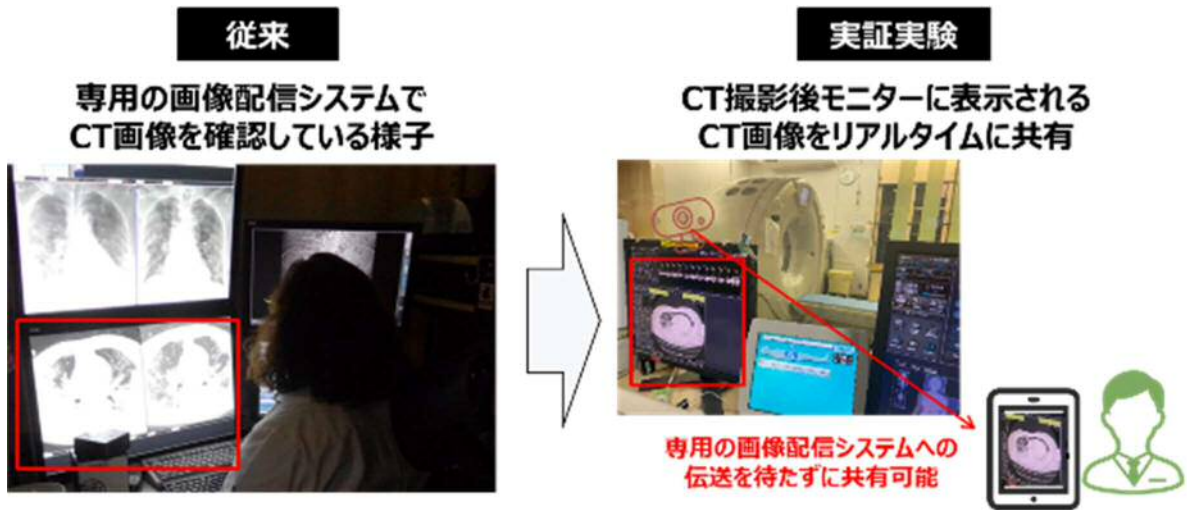 従来
専用の画像配信システムで
CT画像を確認している様子
実証実験
CT撮影後モニターに表示される
CT画像をリアルタイムに共有
専用の画像配信システムへの
伝送を待たずに共有可能